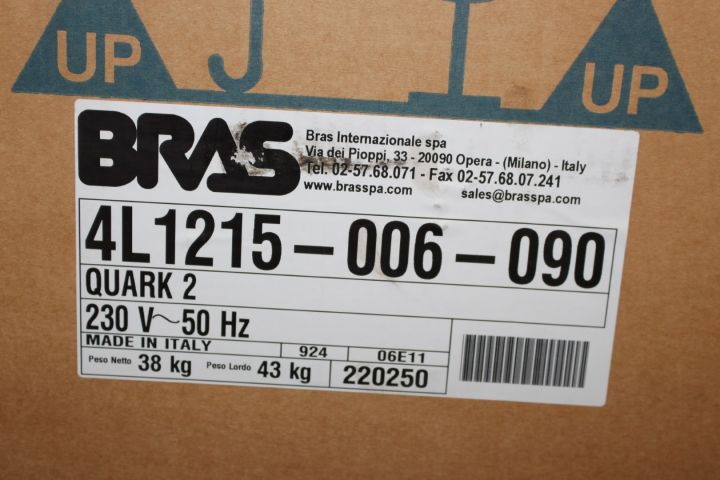 UP UP
BRAS
Bras Internazionale spa
Via dei Pioppi, 33 - 20090 Opera - (Milano) - Italy
Tel. 02-57.68.071 - Fax 02-57.68.07.241
www.brasspa.com sales@brasspa.com
4L1215-006-090
QUARK 2
230 V~50 Hz
MADE IN ITALY 924 06E11
Peso Netto 38 kg Peso Lordo 43 kg 220250